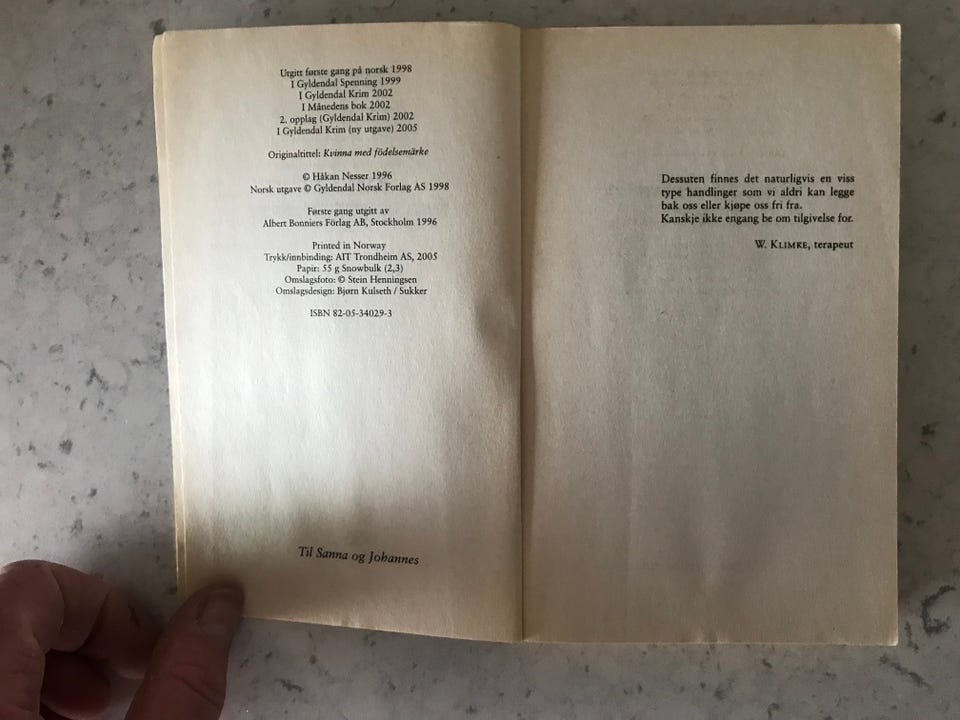 Utgitt første gang på norsk 1998
I Gyldendal Spenning 1999
I Gyldendal Krim 2002
I Månedens bok 2002
2. opplag (Gyldendal Krim) 2002
I Gyldendal Krim (ny utgave) 2005
Originaltittel: Kvinna med födelsemärke
© Håkan Nesser 1996
Norsk utgave © Gyldendal Norsk Forlag AS 1998
Første gang utgitt av
Albert Bonniers Förlag AB, Stockholm 1996
Printed in Norway
Trykk/innbinding: AIT Trondheim AS, 2005
Papir: 55 g Snowbulk (2,3)
Omslagsfoto: © Stein Henningsen
Omslagsdesign: Bjørn Kulseth / Sukker
ISBN 82-05-34029-3
Til Sanna og Johannes
Dessuten finnes det naturligvis en viss
type handlinger som vi aldri kan legge
bak oss eller kjøpe oss fri fra.
Kanskje ikke engang be om tilgivelse for.
W. KLIMKE, terapeut